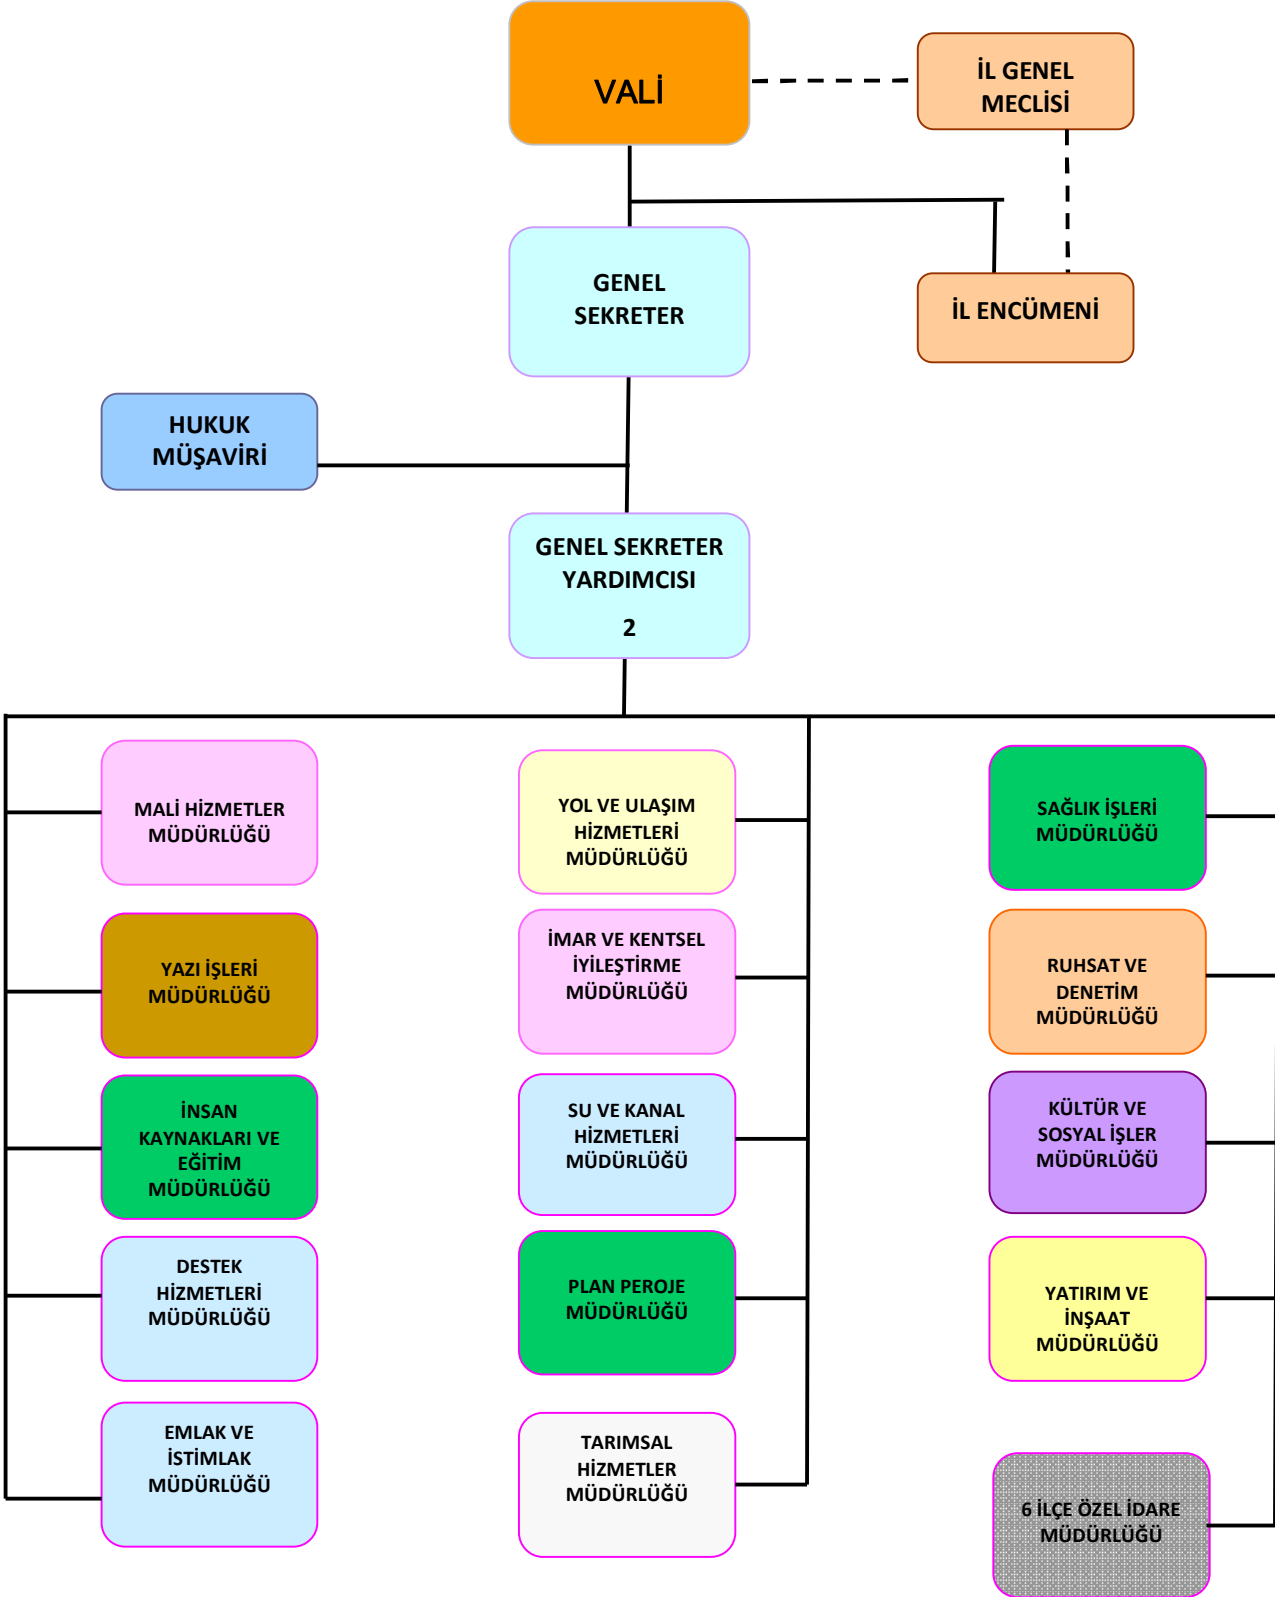 VALİ
İL GENEL
MECLİSİ
GENEL
SEKRETER
İL ENCÜMENİ
HUKUK
MÜŞAVİRİ
GENEL SEKRETER
YARDIMCISI
2
MALİ HİZMETLER
MÜDÜRLÜĞÜ
YAZI İŞLERİ
MÜDÜRLÜĞÜ
İNSAN
KAYNAKLARI VE
EĞİTİM
MÜDÜRLÜĞÜ
DESTEK
HİZMETLERİ
MÜDÜRLÜĞÜ
EMLAK VE
İSTİMLAK
MÜDÜRLÜĞÜ
YOL VE ULAŞIM
HİZMETLERİ
MÜDÜRLÜĞÜ
İMAR VE KENTSEL
İYİLEŞTİRME
MÜDÜRLÜĞÜ
SU VE KANAL
HİZMETLERİ
MÜDÜRLÜĞÜ
PLAN PEROJE
MÜDÜRLÜĞÜ
TARIMSAL
HİZMETLER
MÜDÜRLÜĞÜ
SAĞLIK İŞLERİ
MÜDÜRLÜĞÜ
RUHSAT VE
DENETİM
MÜDÜRLÜĞÜ
KÜLTÜR VE
SOSYAL İŞLER
MÜDÜRLÜĞÜ
YATIRIM VE
İNŞAAT
MÜDÜRLÜĞÜ
6 İLÇE ÖZEL İDARE
MÜDÜRLÜĞÜ